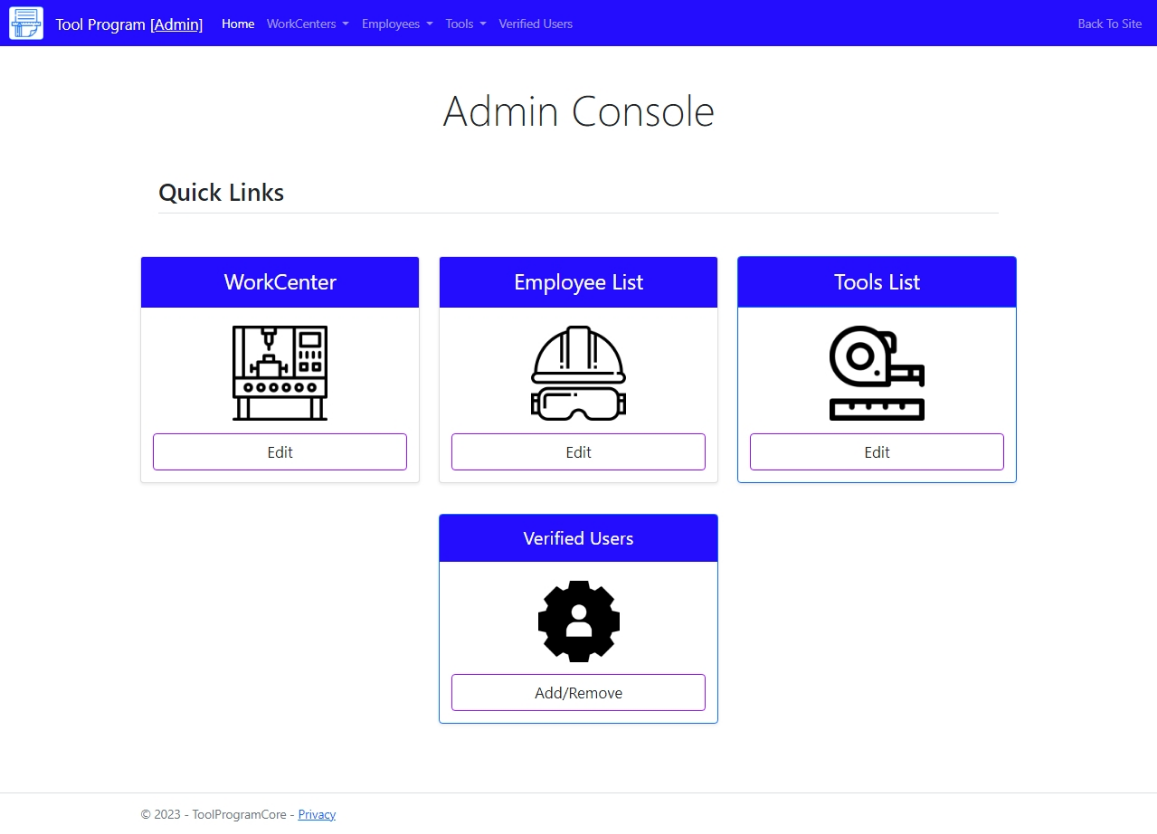 Tool Program [Admin] Home WorkCenters Employees Tools Verified Users Back To Site
Admin Console
Quick Links
WorkCenter Employee List Tools List
Edit Edit Edit
Verified Users
Add/Remove
© 2023 - ToolProgramCore - Privacy